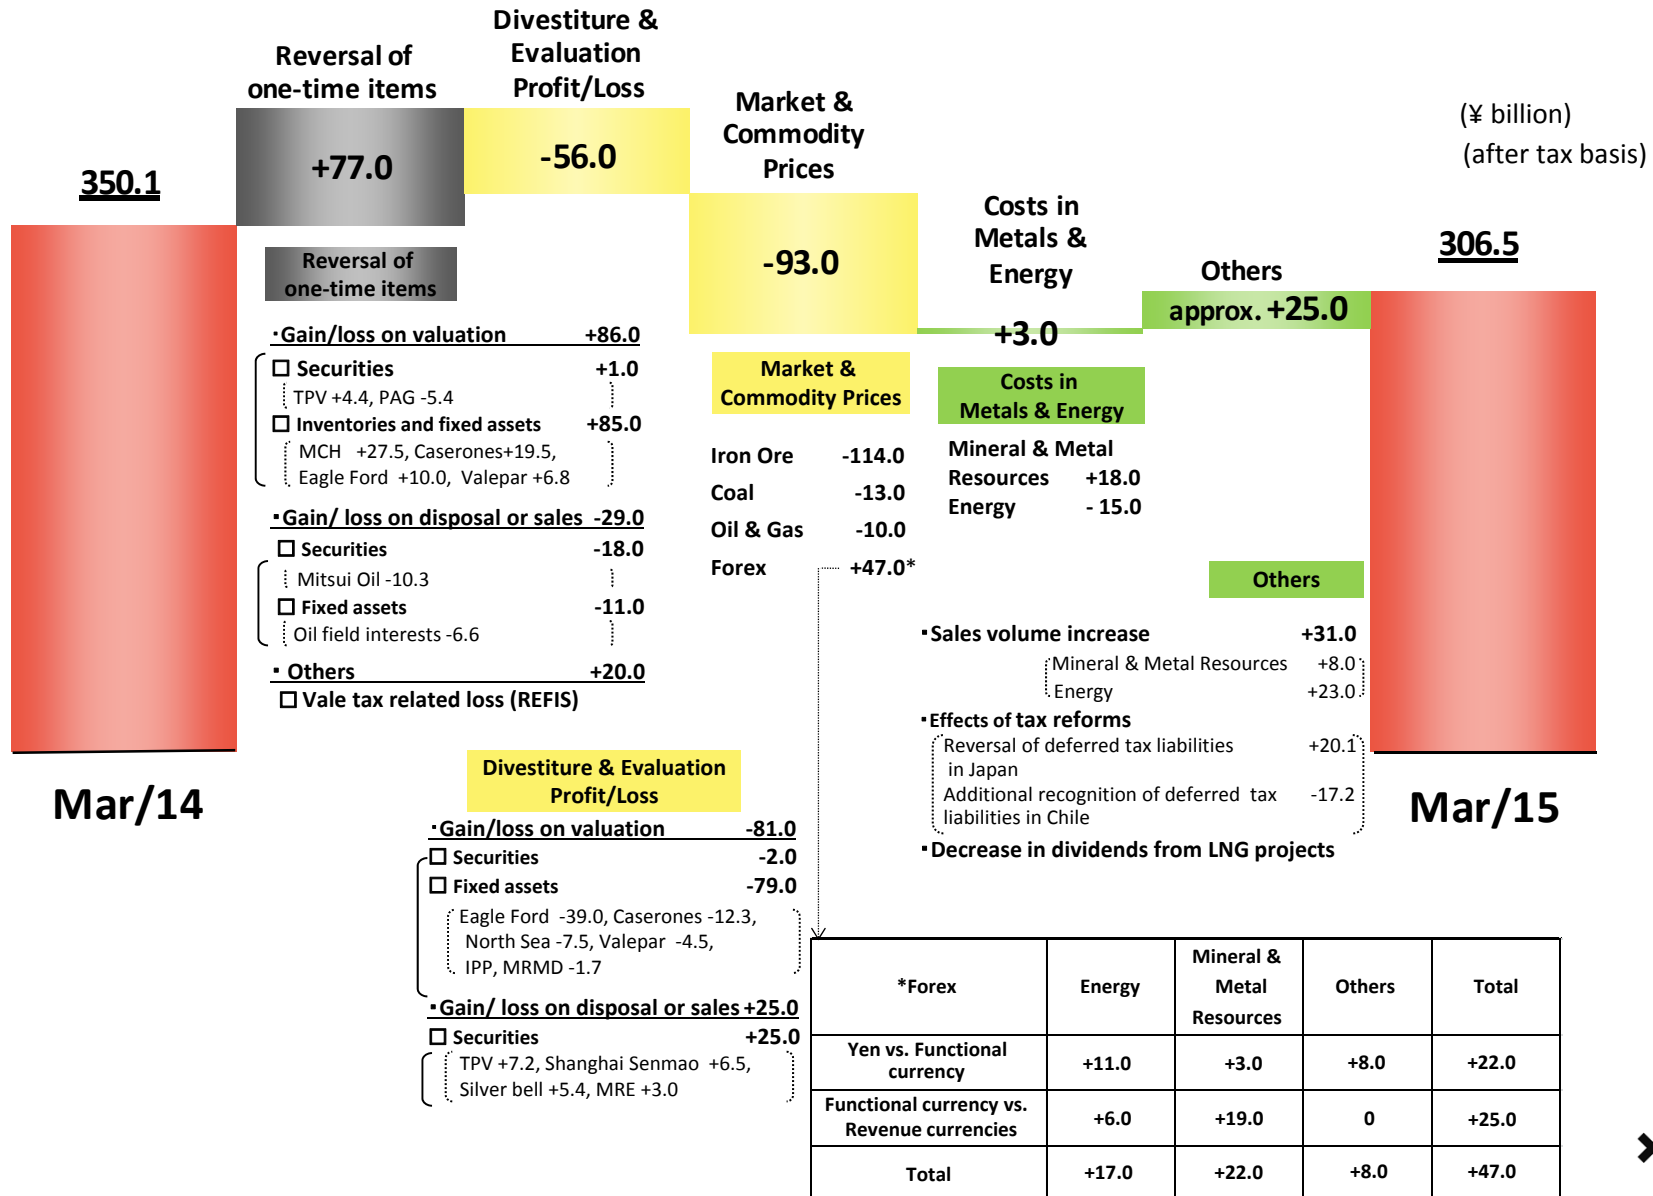 (¥ billion)
(after tax basis)
350.1
Reversal of
one-time items
+77.0
Divestiture &
Evaluation
Profit/Loss
-56.0
Market &
Commodity
Prices
-93.0
Costs in
Metals &
Energy
+3.0
Others
approx. +25.0
306.5
Mar/14
Mar/15
Reversal of
one-time items
▪Gain/loss on valuation +86.0
□ Securities +1.0
TPV +4.4, PAG -5.4
□ Inventories and fixed assets +85.0
MCH +27.5, Caserones+19.5,
Eagle Ford +10.0, Valepar +6.8
▪Gain/ loss on disposal or sales -29.0
□ Securities -18.0
Mitsui Oil -10.3
□ Fixed assets -11.0
Oil field interests -6.6
▪ Others +20.0
□ Vale tax related loss (REFIS)
Divestiture & Evaluation
Profit/Loss
▪Gain/loss on valuation -81.0
□ Securities -2.0
□ Fixed assets -79.0
Eagle Ford -39.0, Caserones -12.3,
North Sea -7.5, Valepar -4.5,
IPP, MRMD -1.7
▪Gain/ loss on disposal or sales +25.0
□ Securities +25.0
TPV +7.2, Shanghai Senmao +6.5,
Silver bell +5.4, MRE +3.0
Market &
Commodity Prices
Iron Ore -114.0
Coal -13.0
Oil & Gas -10.0
Forex +47.0*
Costs in
Metals & Energy
Mineral & Metal
Resources +18.0
Energy - 15.0
Others
▪Sales volume increase +31.0
Mineral & Metal Resources +8.0
Energy +23.0
▪Effects of tax reforms
Reversal of deferred tax liabilities +20.1
in Japan
Additional recognition of deferred tax -17.2
liabilities in Chile
▪Decrease in dividends from LNG projects
*Forex Energy Mineral & Metal Resources Others Total
Yen vs. Functional currency +11.0 +3.0 +8.0 +22.0
Functional currency vs. Revenue currencies +6.0 +19.0 0 +25.0
Total +17.0 +22.0 +8.0 +47.0